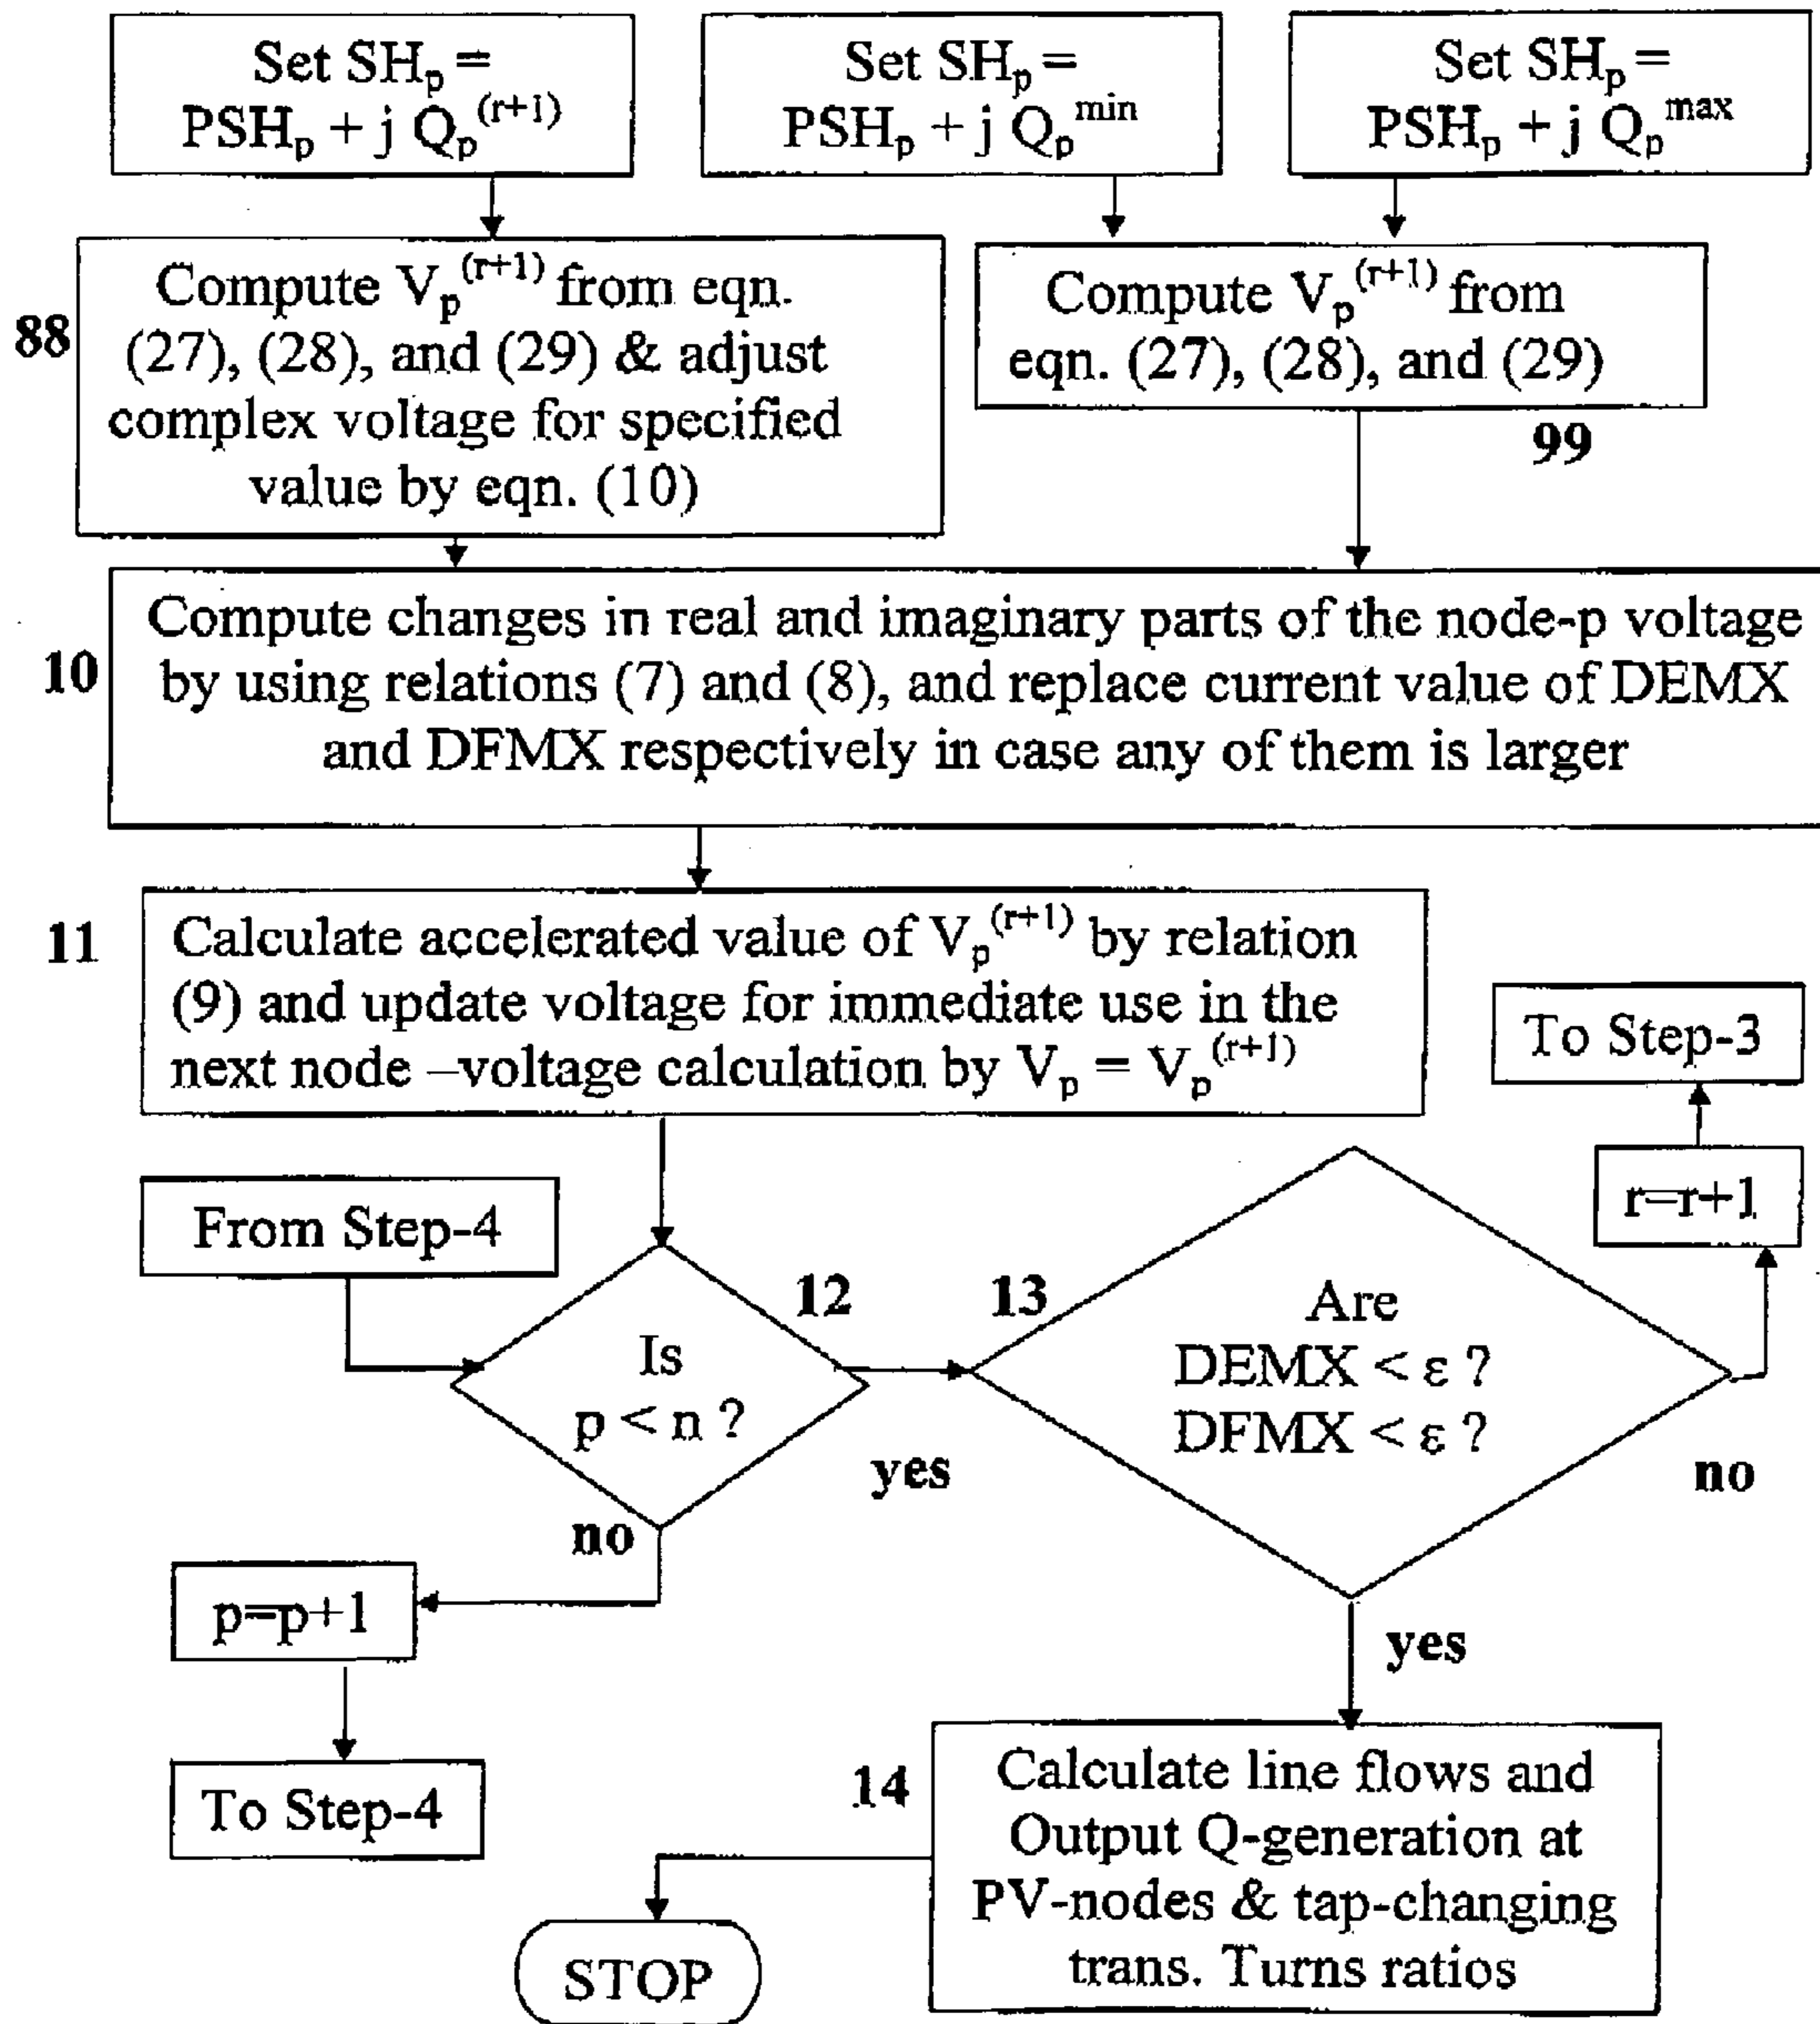 Set SHₚ =
PSHₚ + j Qₚ⁽ʳ⁺¹⁾
Set SHₚ =
PSHₚ + j Qₚᵐⁱⁿ
Set SHₚ =
PSHₚ + j Qₚᵐᵃˣ
88
Compute Vₚ⁽ʳ⁺¹⁾ from eqn.
(27), (28), and (29) & adjust
complex voltage for specified
value by eqn. (10)
Compute Vₚ⁽ʳ⁺¹⁾ from
eqn. (27), (28), and (29)
99
10
Compute changes in real and imaginary parts of the node-p voltage
by using relations (7) and (8), and replace current value of DEMX
and DFMX respectively in case any of them is larger
11
Calculate accelerated value of Vₚ⁽ʳ⁺¹⁾ by relation
(9) and update voltage for immediate use in the
next node –voltage calculation by Vₚ = Vₚ⁽ʳ⁺¹⁾
To Step-3
r=r+1
From Step-4
12
Is
p < n ?
yes
no
13
Are
DEMX < ε ?
DFMX < ε ?
no
yes
p=p+1
To Step-4
14
Calculate line flows and
Output Q-generation at
PV-nodes & tap-changing
trans. Turns ratios
STOP